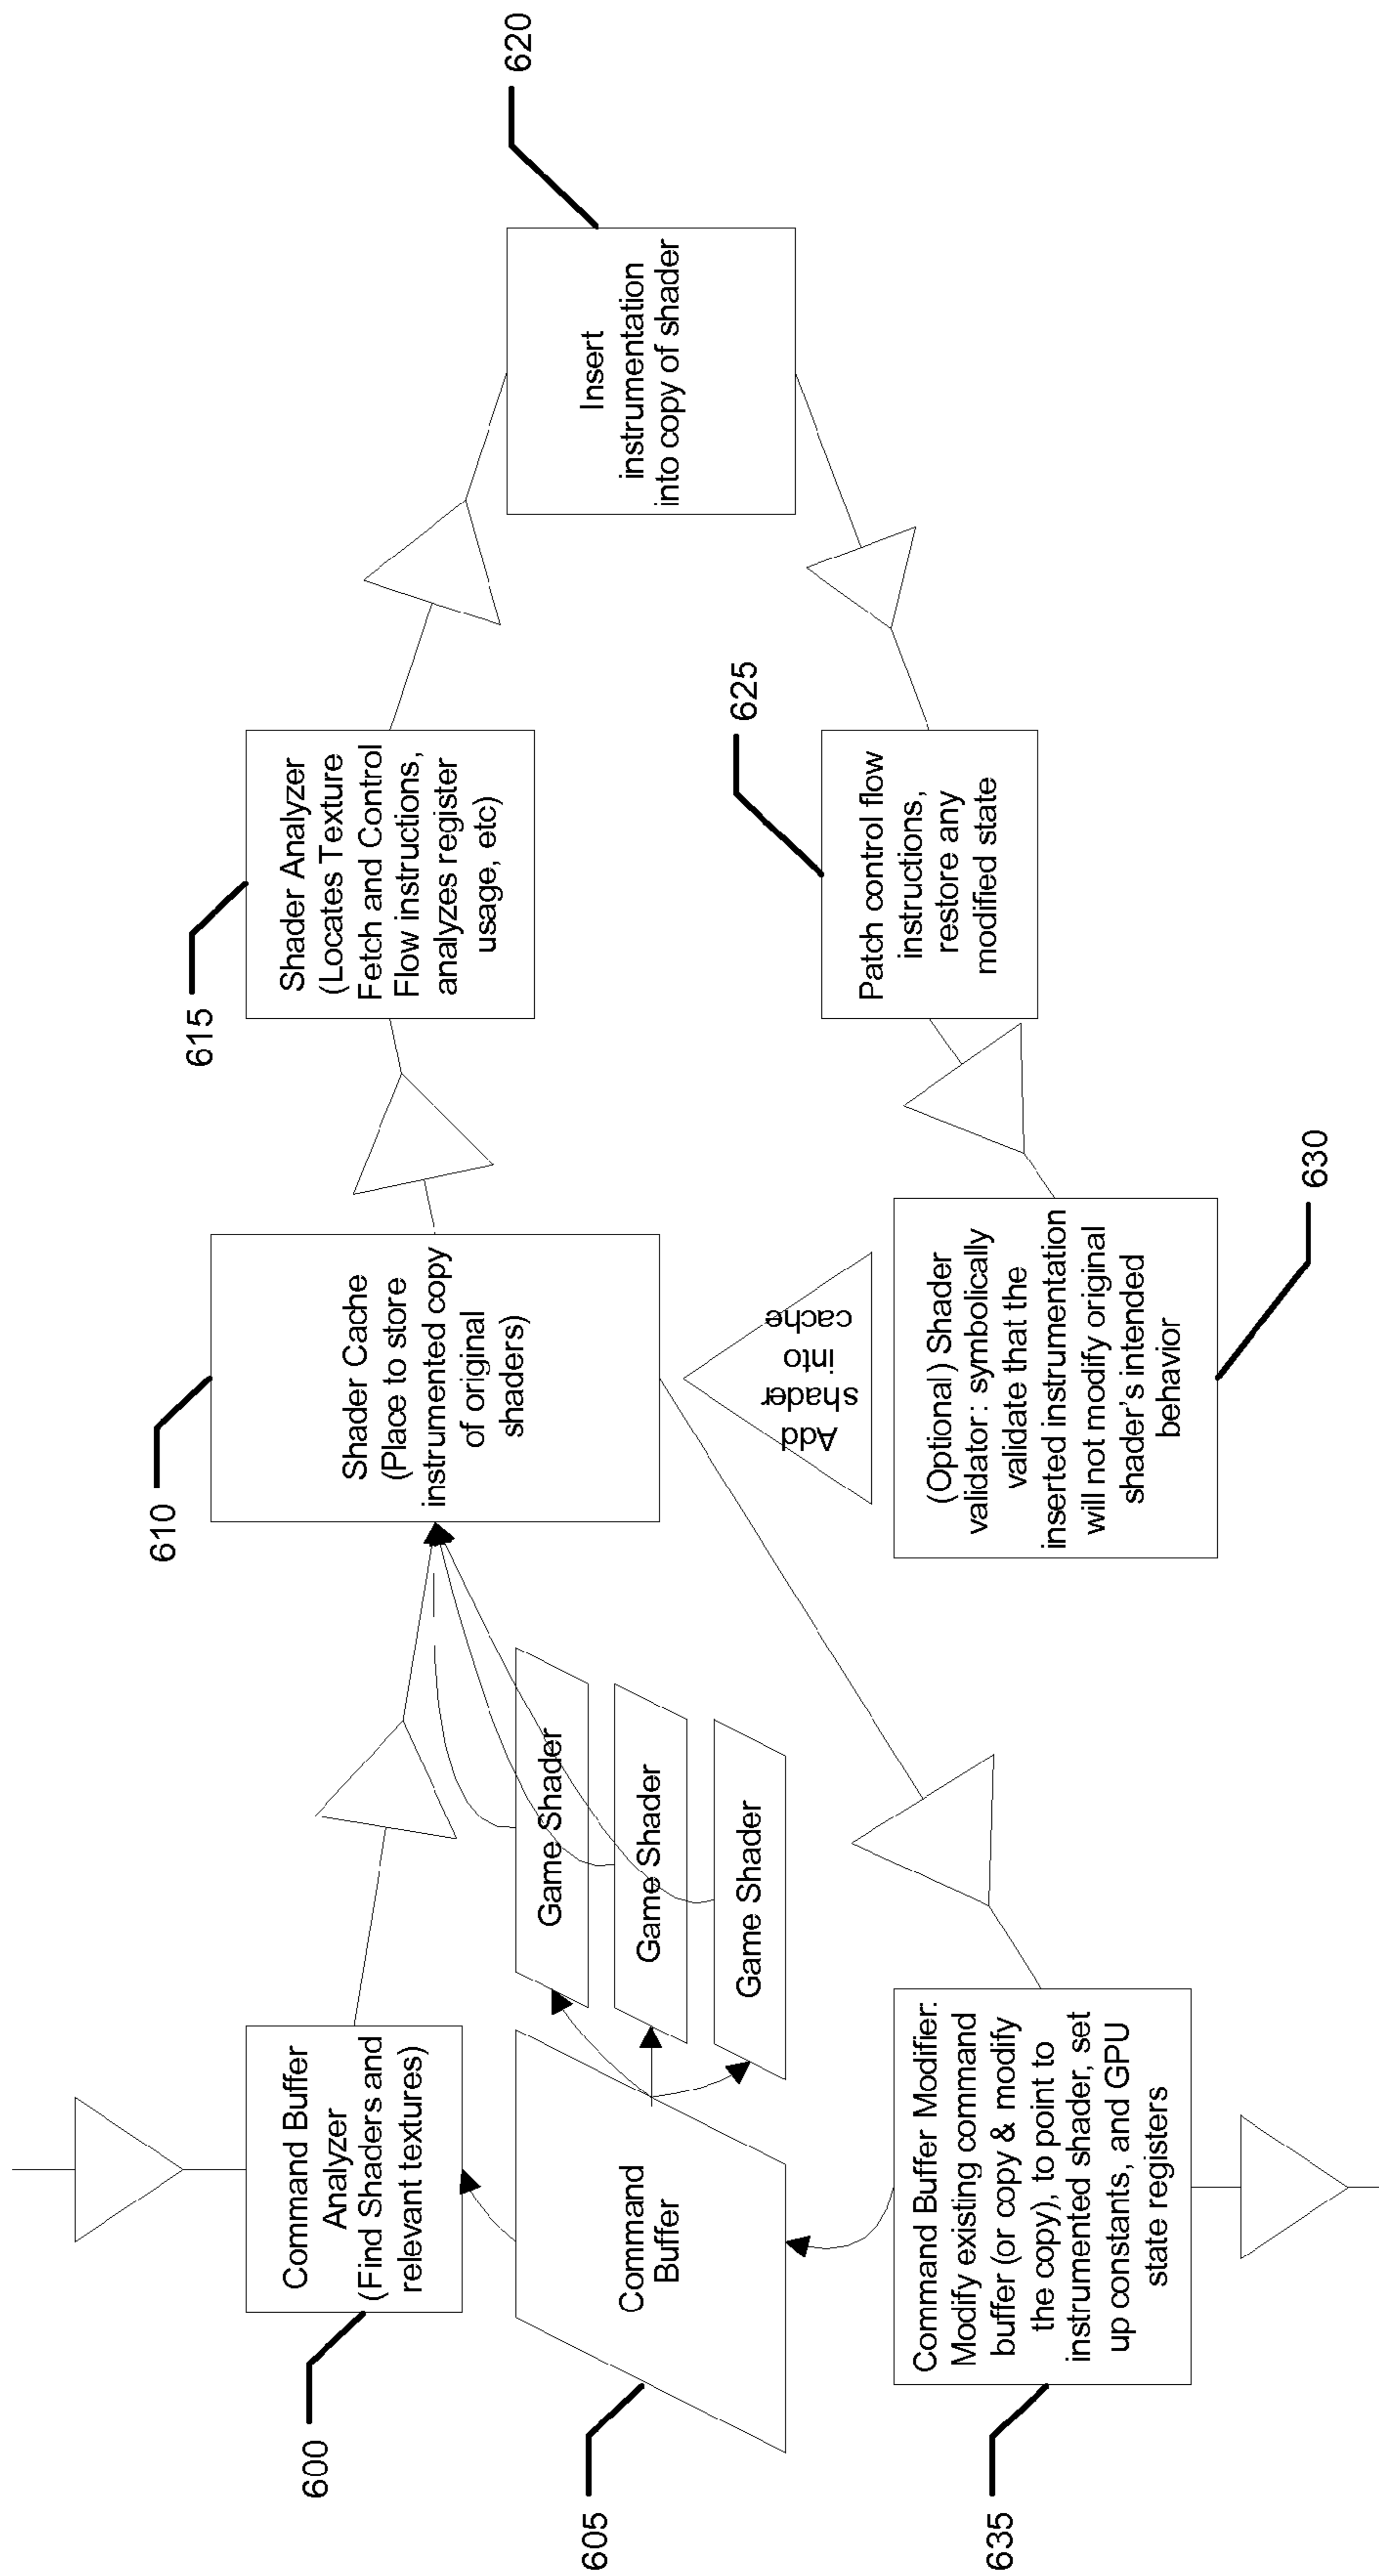 600
Command Buffer
Analyzer
(Find Shaders and
relevant textures)
605
Command
Buffer
Game Shader
Game Shader
Game Shader
610
Shader Cache
(Place to store
instrumented copy
of original
shaders)
615
Shader Analyzer
(Locates Texture
Fetch and Control
Flow instructions,
analyzes register
usage, etc)
620
Insert
instrumentation
into copy of shader
625
Patch control flow
instructions,
restore any
modified state
630
(Optional) Shader
validator: symbolically
validate that the
inserted instrumentation
will not modify original
shader's intended
behavior
Add
shader
into
cache
635
Command Buffer Modifier:
Modify existing command
buffer (or copy & modify
the copy), to point to
instrumented shader, set
up constants, and GPU
state registers